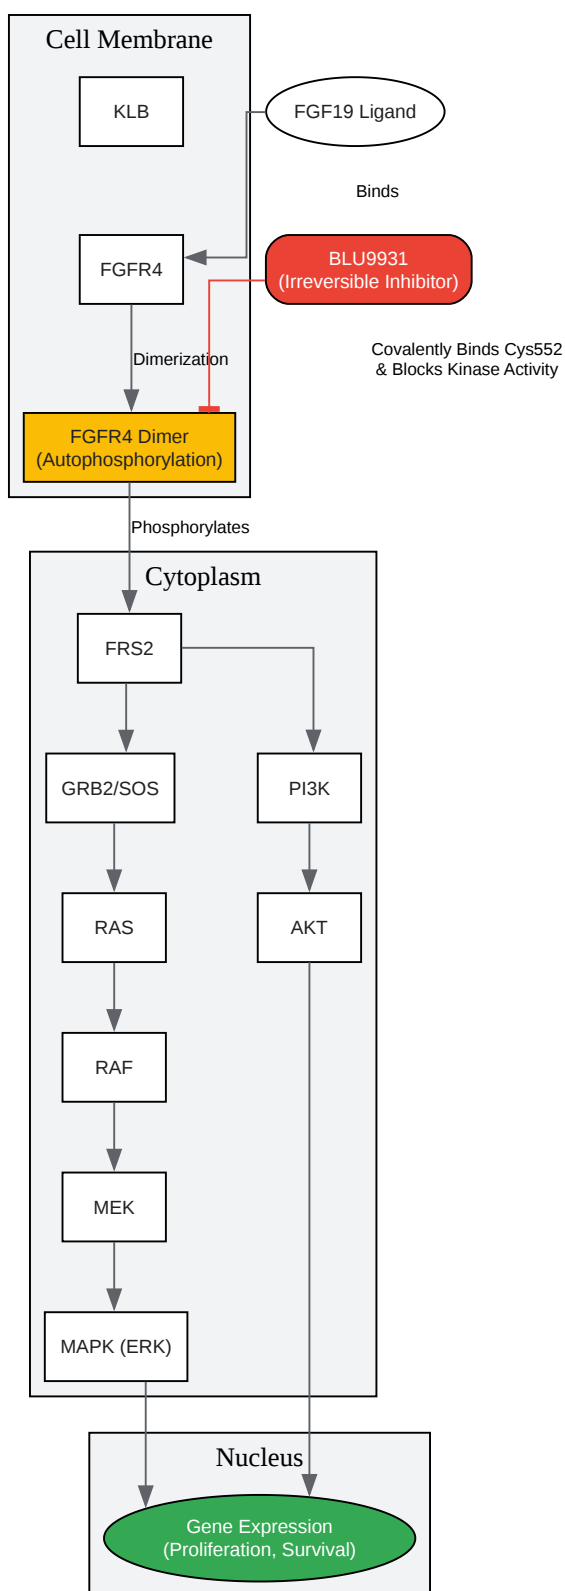 Cell Membrane
KLB
FGF19 Ligand
Binds
FGFR4
BLU9931
(Irreversible Inhibitor)
Dimerization
Covalently Binds Cys552
& Blocks Kinase Activity
FGFR4 Dimer
(Autophosphorylation)
Phosphorylates
Cytoplasm
FRS2
GRB2/SOS
PI3K
RAS
AKT
RAF
MEK
MAPK (ERK)
Nucleus
Gene Expression
(Proliferation, Survival)